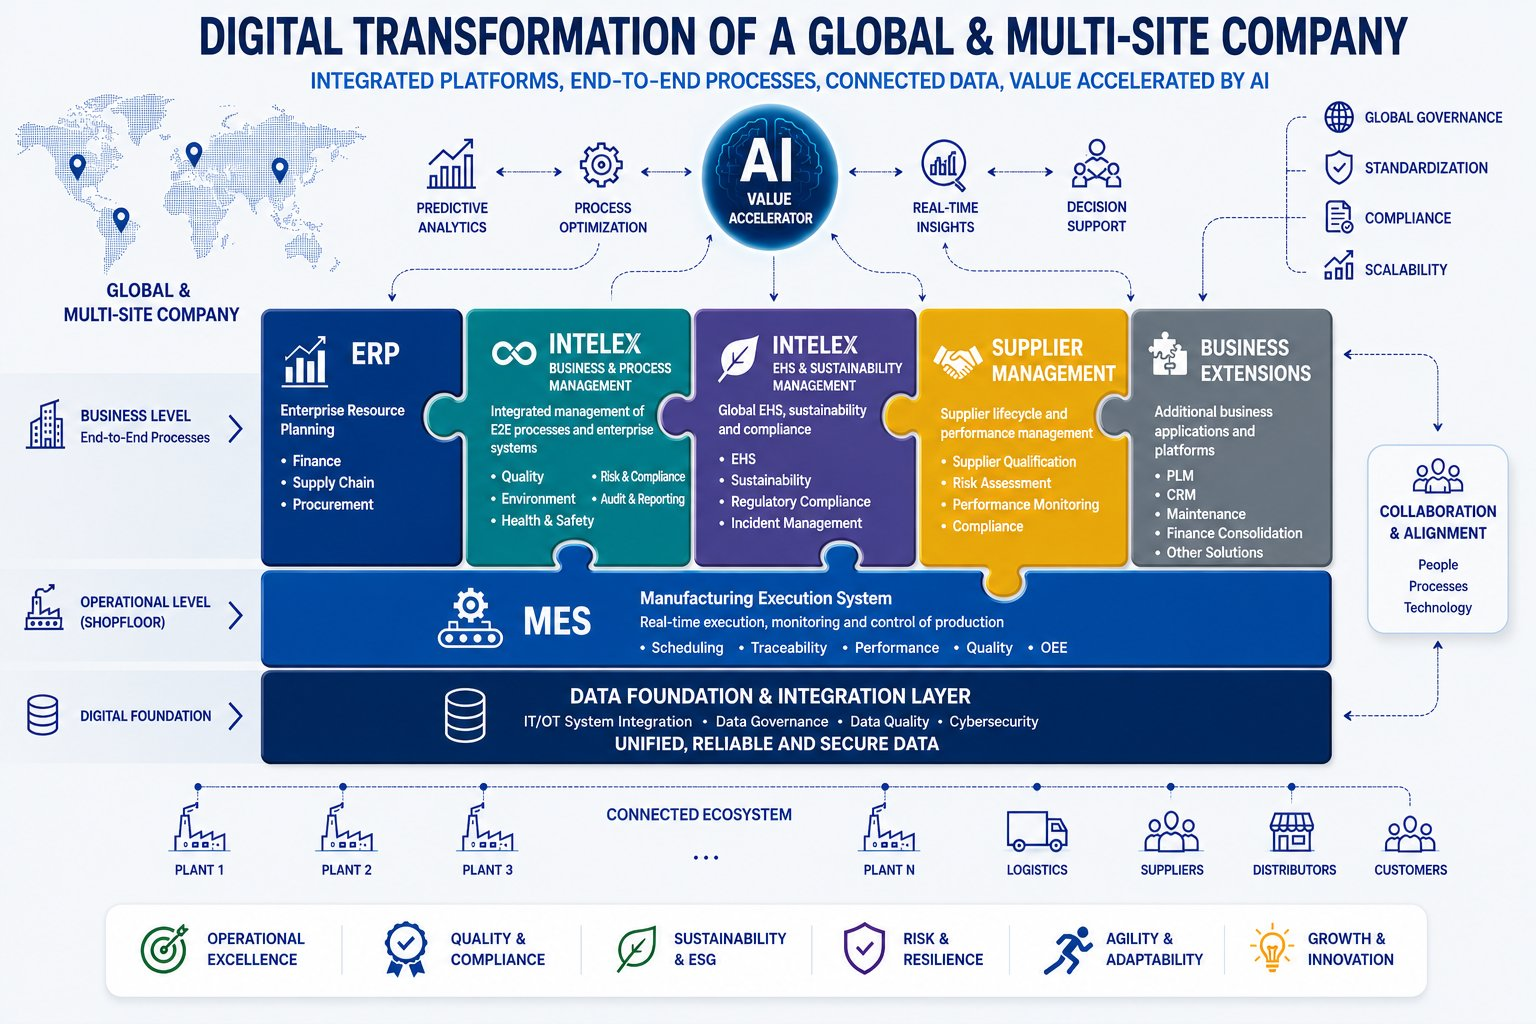 DIGITAL TRANSFORMATION OF A GLOBAL & MULTI-SITE COMPANY
INTEGRATED PLATFORMS, END-TO-END PROCESSES, CONNECTED DATA, VALUE ACCELERATED BY AI
GLOBAL &
MULTI-SITE COMPANY
PREDICTIVE
ANALYTICS
PROCESS
OPTIMIZATION
AI
VALUE
ACCELERATOR
REAL-TIME
INSIGHTS
DECISION
SUPPORT
GLOBAL GOVERNANCE
STANDARDIZATION
COMPLIANCE
SCALABILITY
BUSINESS LEVEL
End-to-End Processes
ERP
Enterprise Resource
Planning
• Finance
• Supply Chain
• Procurement
INTELEX
BUSINESS & PROCESS
MANAGEMENT
Integrated management of
E2E processes and enterprise
systems
• Quality
• Environment
• Health & Safety
• Risk & Compliance
• Audit & Reporting
INTELEX
EHS & SUSTAINABILITY
MANAGEMENT
Global EHS, sustainability
and compliance
• EHS
• Sustainability
• Regulatory Compliance
• Incident Management
SUPPLIER
MANAGEMENT
Supplier lifecycle and
performance management
• Supplier Qualification
• Risk Assessment
• Performance Monitoring
• Compliance
BUSINESS
EXTENSIONS
Additional business
applications and
platforms
• PLM
• CRM
• Maintenance
• Finance Consolidation
• Other Solutions
COLLABORATION
& ALIGNMENT
People
Processes
Technology
OPERATIONAL LEVEL
(SHOPFLOOR)
MES
Manufacturing Execution System
Real-time execution, monitoring and control of production
• Scheduling • Traceability • Performance • Quality • OEE
DIGITAL FOUNDATION
DATA FOUNDATION & INTEGRATION LAYER
IT/OT System Integration • Data Governance • Data Quality • Cybersecurity
UNIFIED, RELIABLE AND SECURE DATA
CONNECTED ECOSYSTEM
...
PLANT 1
PLANT 2
PLANT 3
PLANT N
LOGISTICS
SUPPLIERS
DISTRIBUTORS
CUSTOMERS
OPERATIONAL
EXCELLENCE
QUALITY &
COMPLIANCE
SUSTAINABILITY
& ESG
RISK &
RESILIENCE
AGILITY &
ADAPTABILITY
GROWTH &
INNOVATION